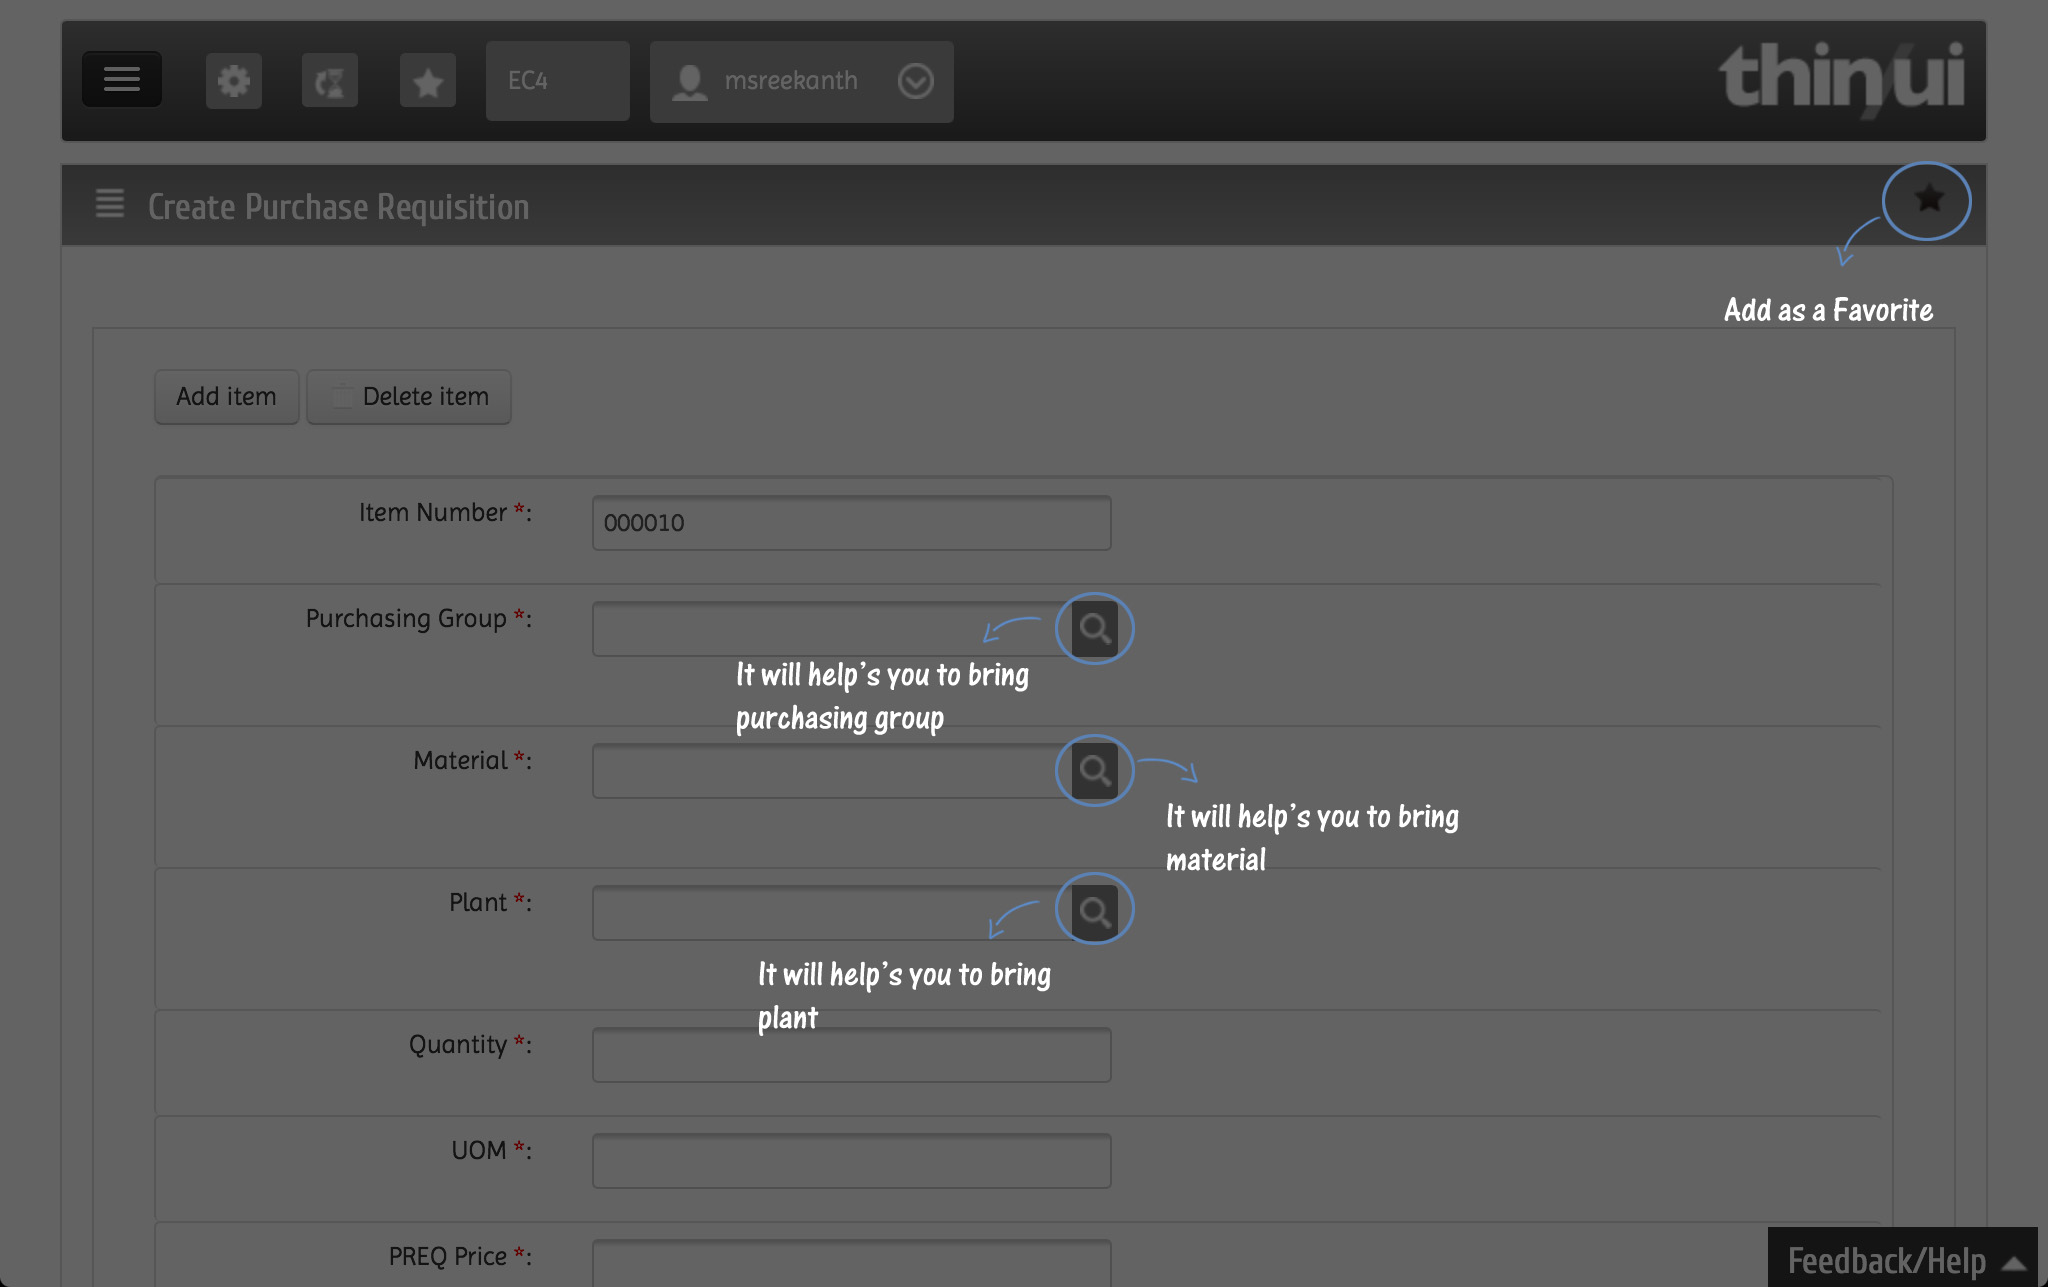 EC4
msreekanth
thinui
Create Purchase Requisition
Add as a Favorite
Add item
Delete item
Item Number *:
000010
Purchasing Group *:
It will help's you to bring
purchasing group
Material *:
It will help's you to bring
material
Plant *:
It will help's you to bring
plant
Quantity *:
UOM *:
PREQ Price *:
Feedback/Help